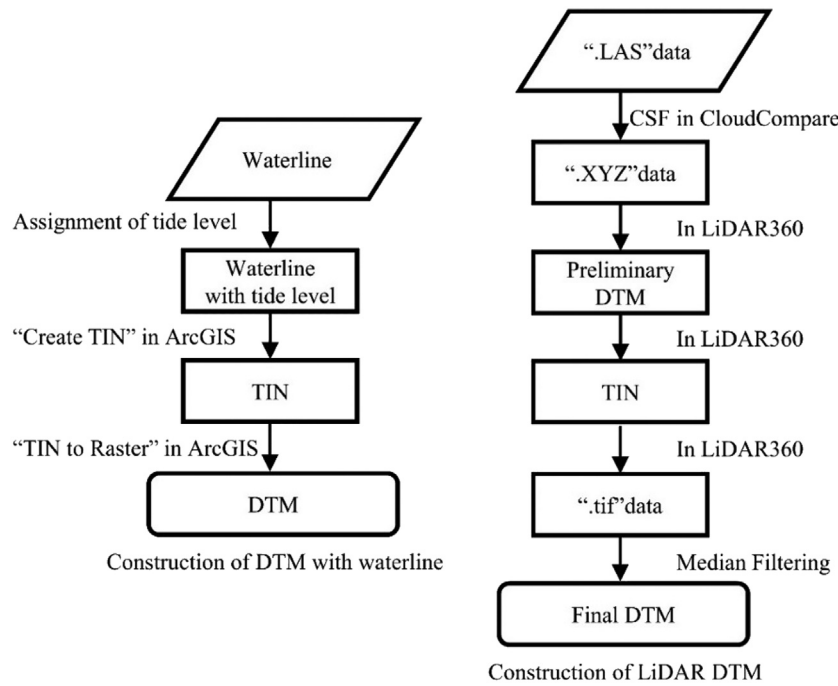 Waterline
Assignment of tide level
Waterline
with tide level
“Create TIN” in ArcGIS
TIN
“TIN to Raster” in ArcGIS
DTM
Construction of DTM with waterline
“.LAS”data
CSF in CloudCompare
“.XYZ”data
In LiDAR360
Preliminary
DTM
In LiDAR360
TIN
In LiDAR360
“.tif”data
Median Filtering
Final DTM
Construction of LiDAR DTM